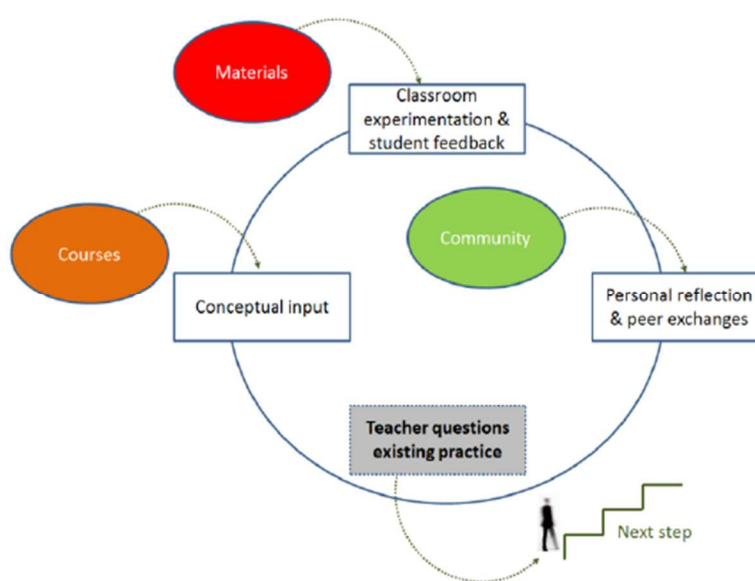 Materials
Classroom
experimentation &
student feedback
Community
Courses
Conceptual input
Personal reflection
& peer exchanges
Teacher questions
existing practice
Next step